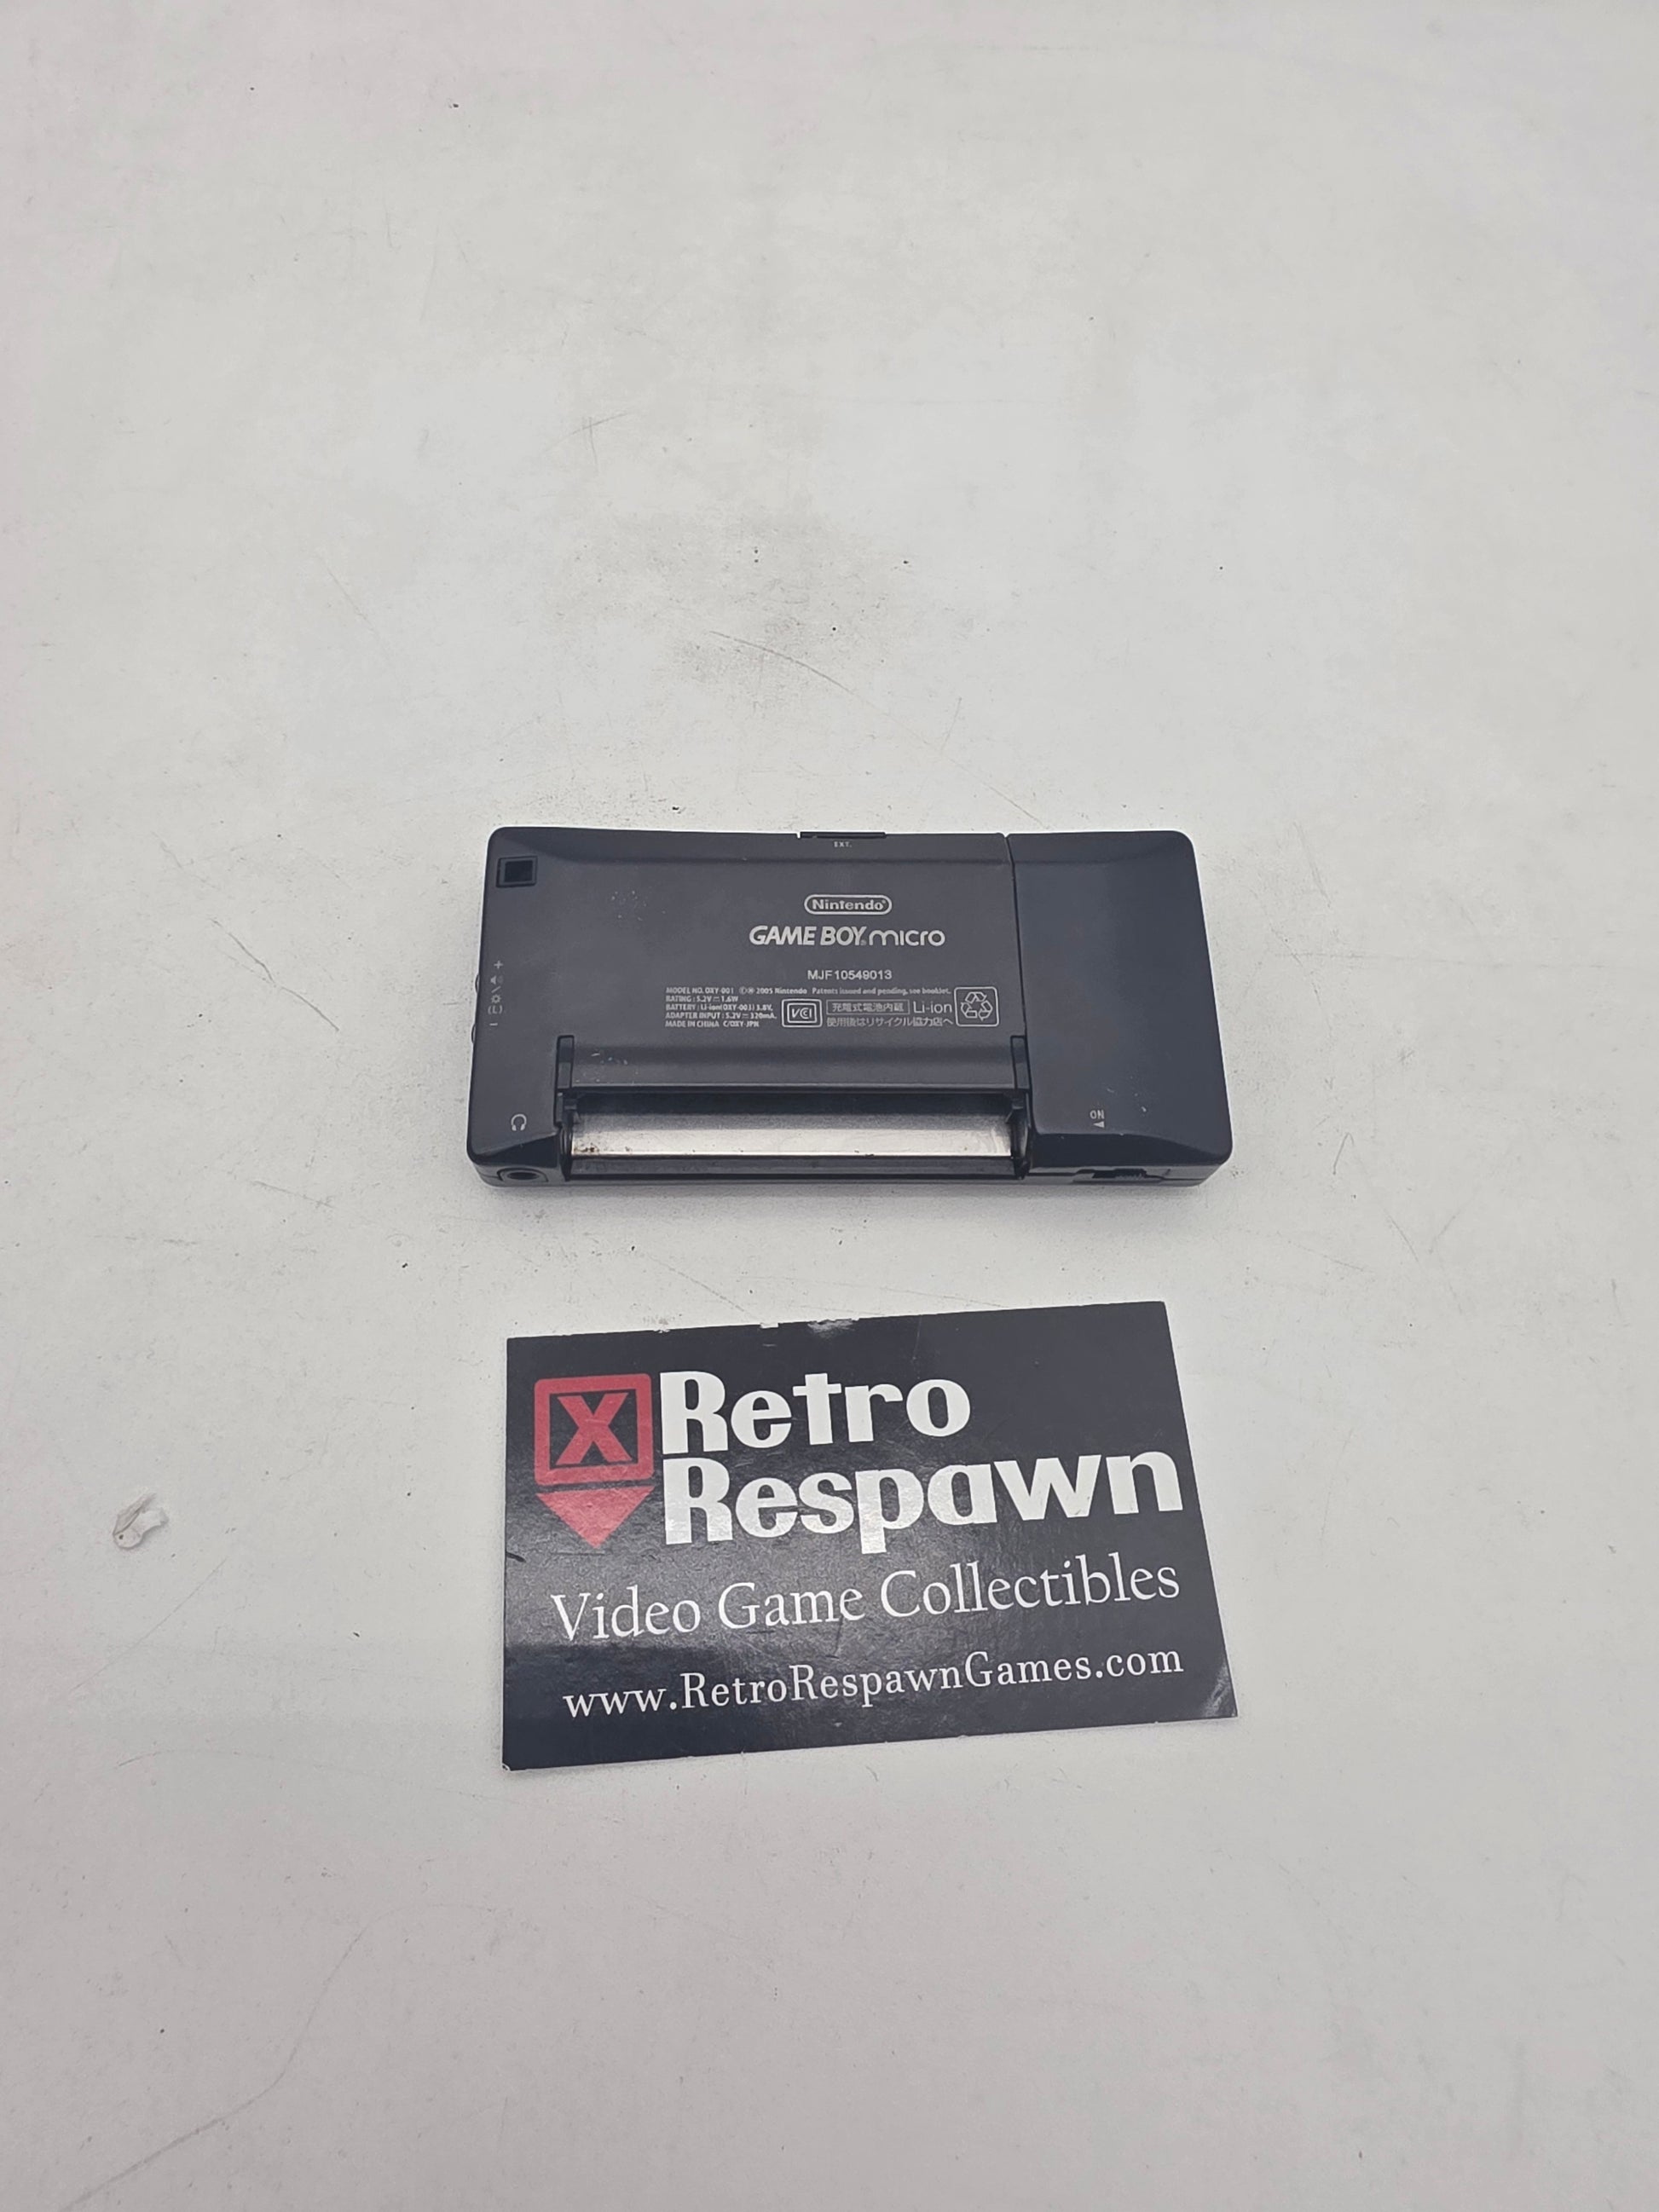 EXT.
Nintendo®
GAME BOY® micro
MJF10549013
MODEL NO. OXY-001 ©® 2005 Nintendo Patents issued and pending, see booklet.
RATING : 5.2V⎓1.6W
BATTERY : Li-ion(OXY-003) 3.8V,
ADAPTER INPUT : 5.2V⎓320mA.
MADE IN CHINA C/OXY-JPN
VCI
充電式電池内蔵
使用後はリサイクル協力店へ
Li-ion
ON
X
Retro
Respawn
Video Game Collectibles
www.RetroRespawnGames.com